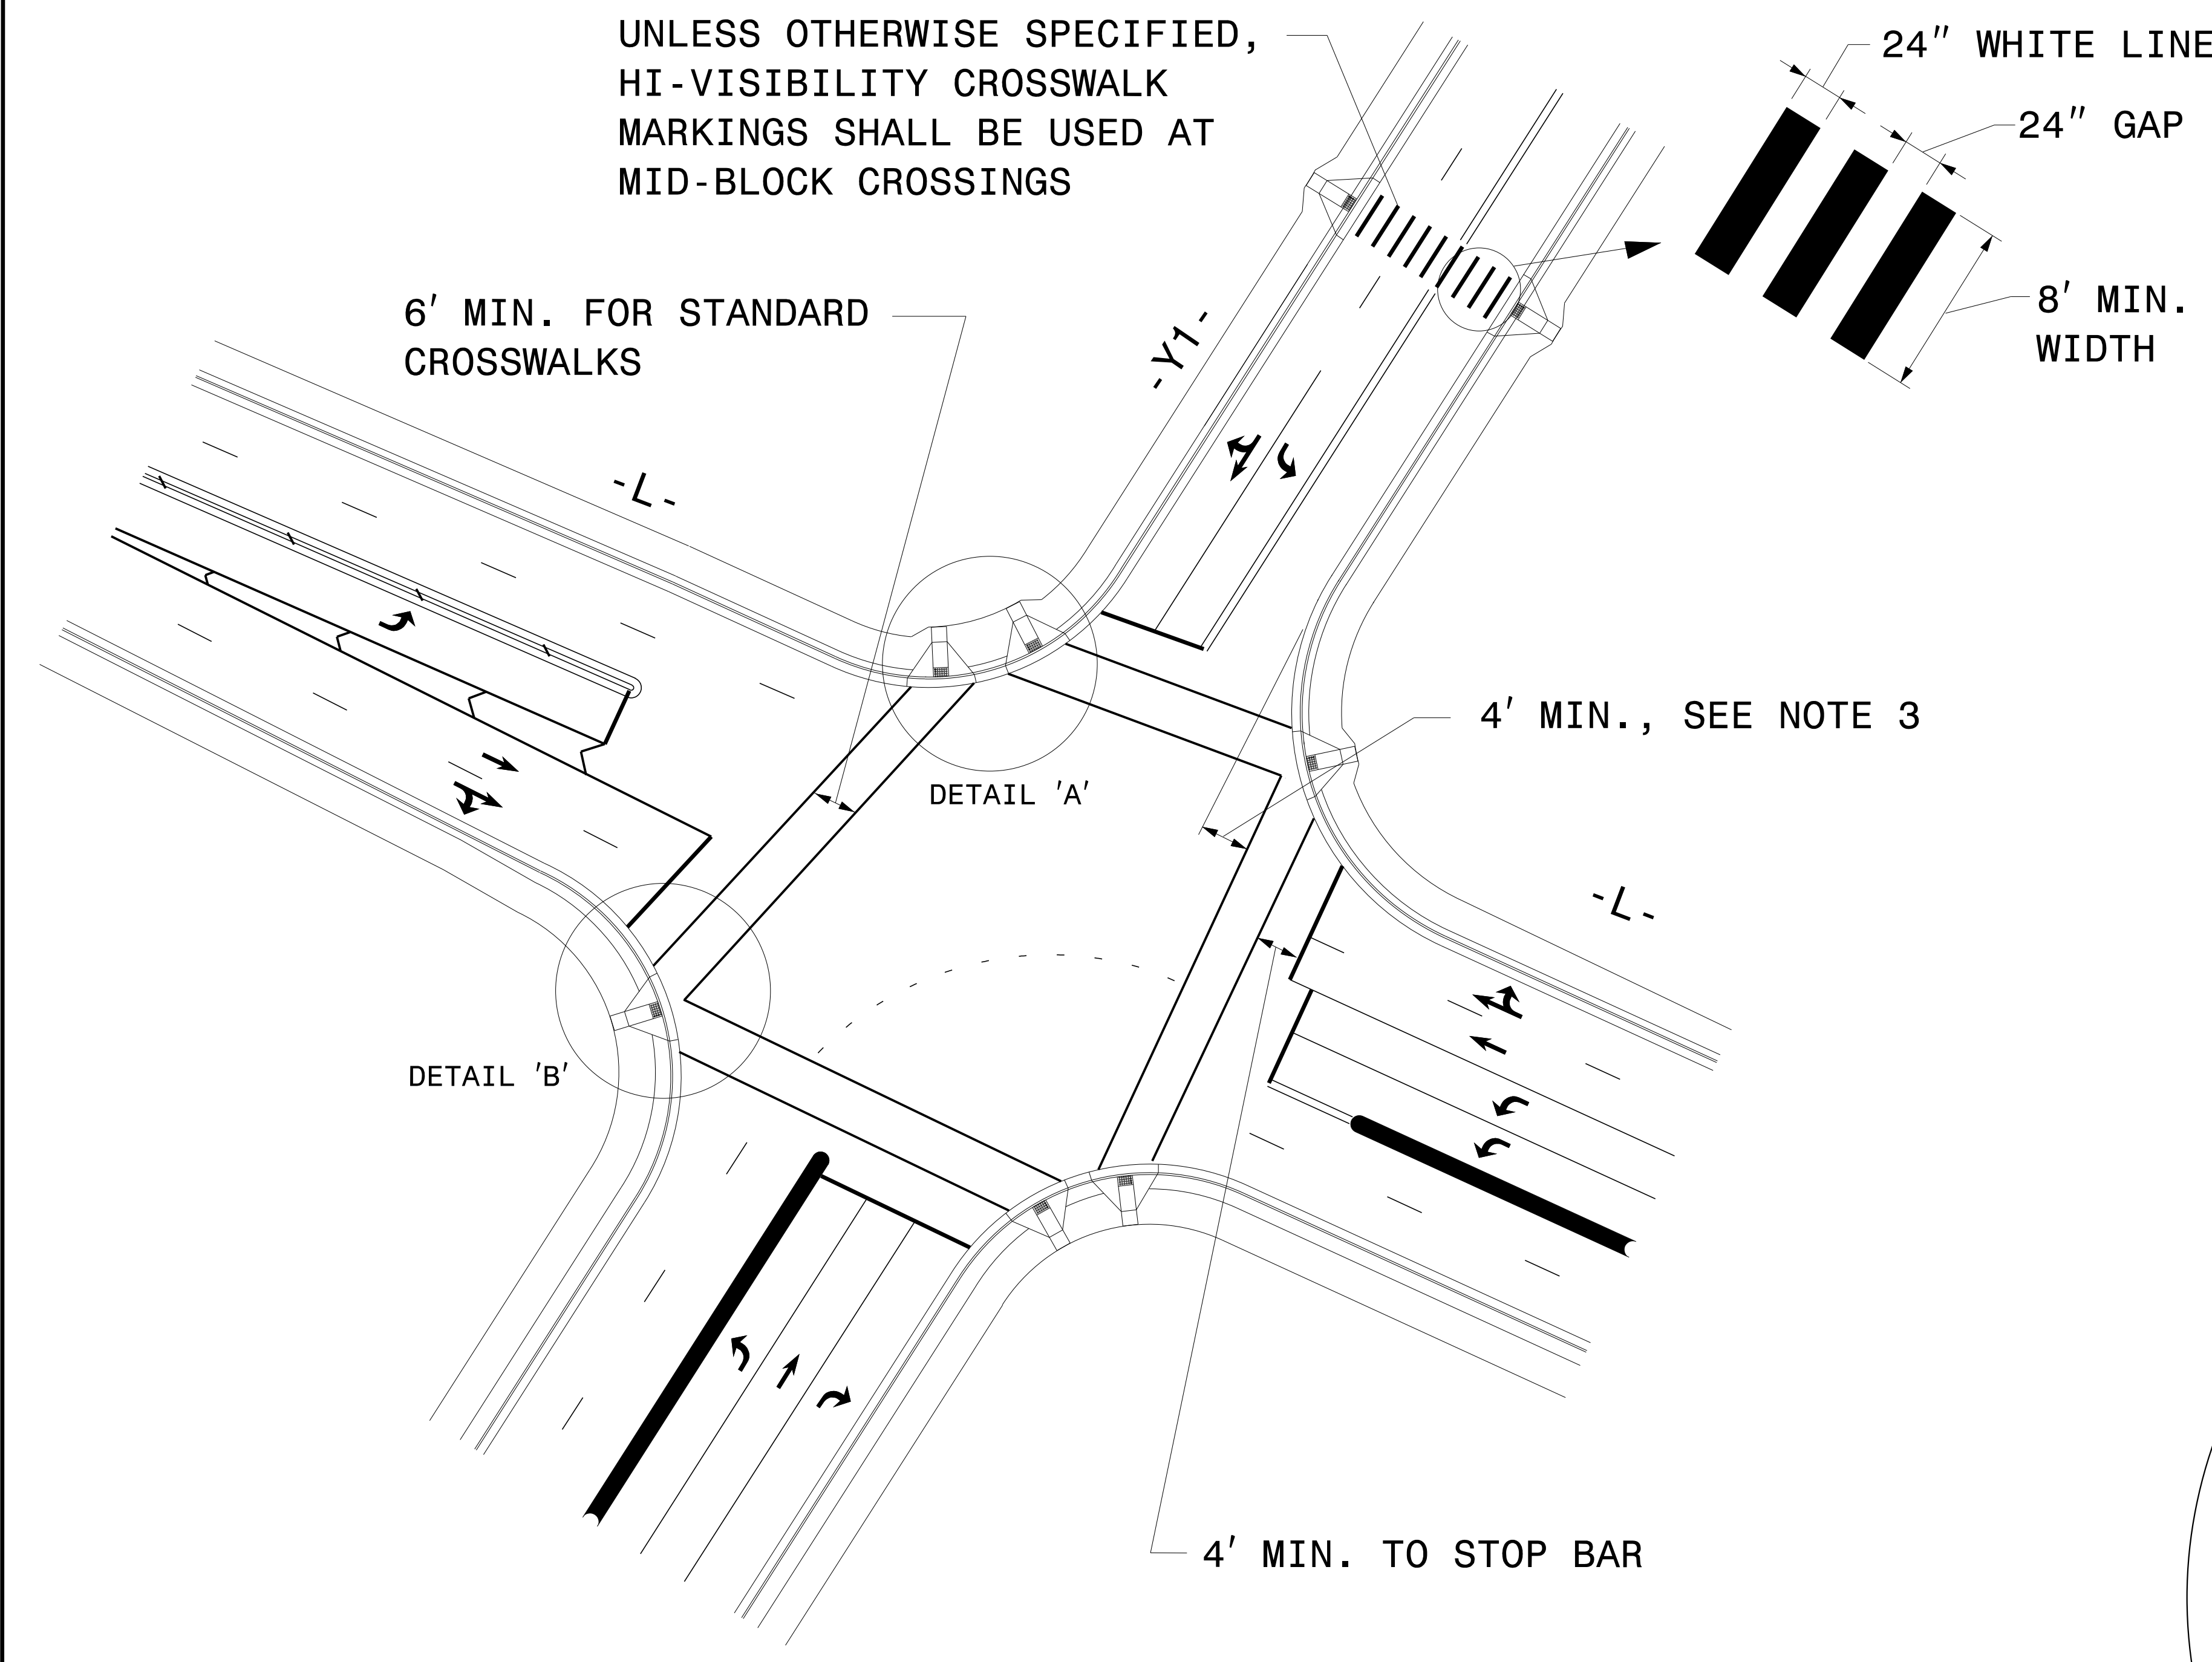 UNLESS OTHERWISE SPECIFIED,
HI-VISIBILITY CROSSWALK
MARKINGS SHALL BE USED AT
MID-BLOCK CROSSINGS
24" WHITE LINE
24" GAP
8' MIN.
WIDTH
6' MIN. FOR STANDARD
CROSSWALKS
-Y1-
-L-
4' MIN., SEE NOTE 3
DETAIL 'A'
-L-
DETAIL 'B'
4' MIN. TO STOP BAR